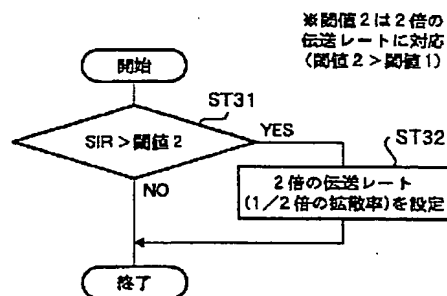 ※閾値2は2倍の
伝送レートに対応
(閾値2>閾値1)
開始
ST31
SIR>閾値2
YES
ST32
NO
2倍の伝送レート
(1/2倍の拡散率)を設定
終了